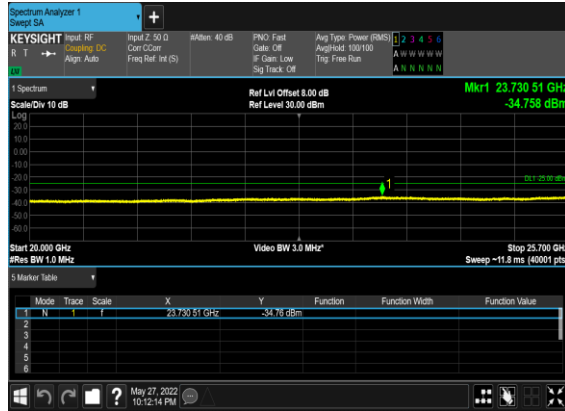 Spectrum Analyzer 1
Swept SA
+
KEYSIGHT Input: RF Input Z: 50 Ω #Atten: 40 dB PNO: Fast Avg Type: Power (RMS) 1 2 3 4 5 6
R T Coupling: DC Corr CCorr Gate: Off Avg|Hold: 100/100 A W W W W W
Align: Auto Freq Ref: Int (S) IF Gain: Low Trig: Free Run
Sig Track: Off A N N N N N
1 Spectrum Ref Lvl Offset 8.00 dB Mkr1 23.730 51 GHz
Scale/Div 10 dB Ref Level 30.00 dBm -34.758 dBm
Log
20.0
10.0
0.00
-10.0
-20.0
DL1 -25.00 dBm
1
-30.0
-40.0
-50.0
-60.0
Start 20.000 GHz Video BW 3.0 MHz* Stop 25.700 GHz
#Res BW 1.0 MHz Sweep ~11.8 ms (40001 pts)
5 Marker Table
Mode Trace Scale X Y Function Function Width Function Value
1 N 1 f 23.730 51 GHz -34.76 dBm
2
3
4
5
6
? May 27, 2022
10:12:14 PM